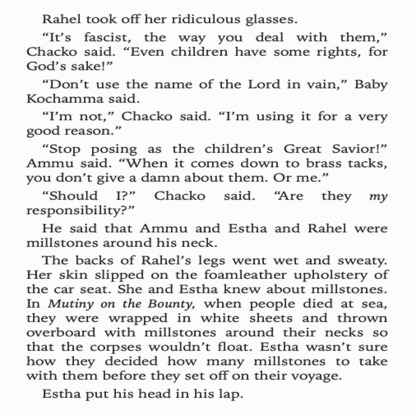 Rahel took off her ridiculous glasses.
“It’s fascist, the way you deal with them,”
Chacko said. “Even children have some rights, for
God’s sake!”
“Don’t use the name of the Lord in vain,” Baby
Kochamma said.
“I’m not,” Chacko said. “I’m using it for a very
good reason.”
“Stop posing as the children’s Great Savior!”
Ammu said. “When it comes down to brass tacks,
you don’t give a damn about them. Or me.”
“Should I?” Chacko said. “Are they my
responsibility?”
He said that Ammu and Estha and Rahel were
millstones around his neck.
The backs of Rahel’s legs went wet and sweaty.
Her skin slipped on the foamleather upholstery of
the car seat. She and Estha knew about millstones.
In Mutiny on the Bounty, when people died at sea,
they were wrapped in white sheets and thrown
overboard with millstones around their necks so
that the corpses wouldn’t float. Estha wasn’t sure
how they decided how many millstones to take
with them before they set off on their voyage.
Estha put his head in his lap.